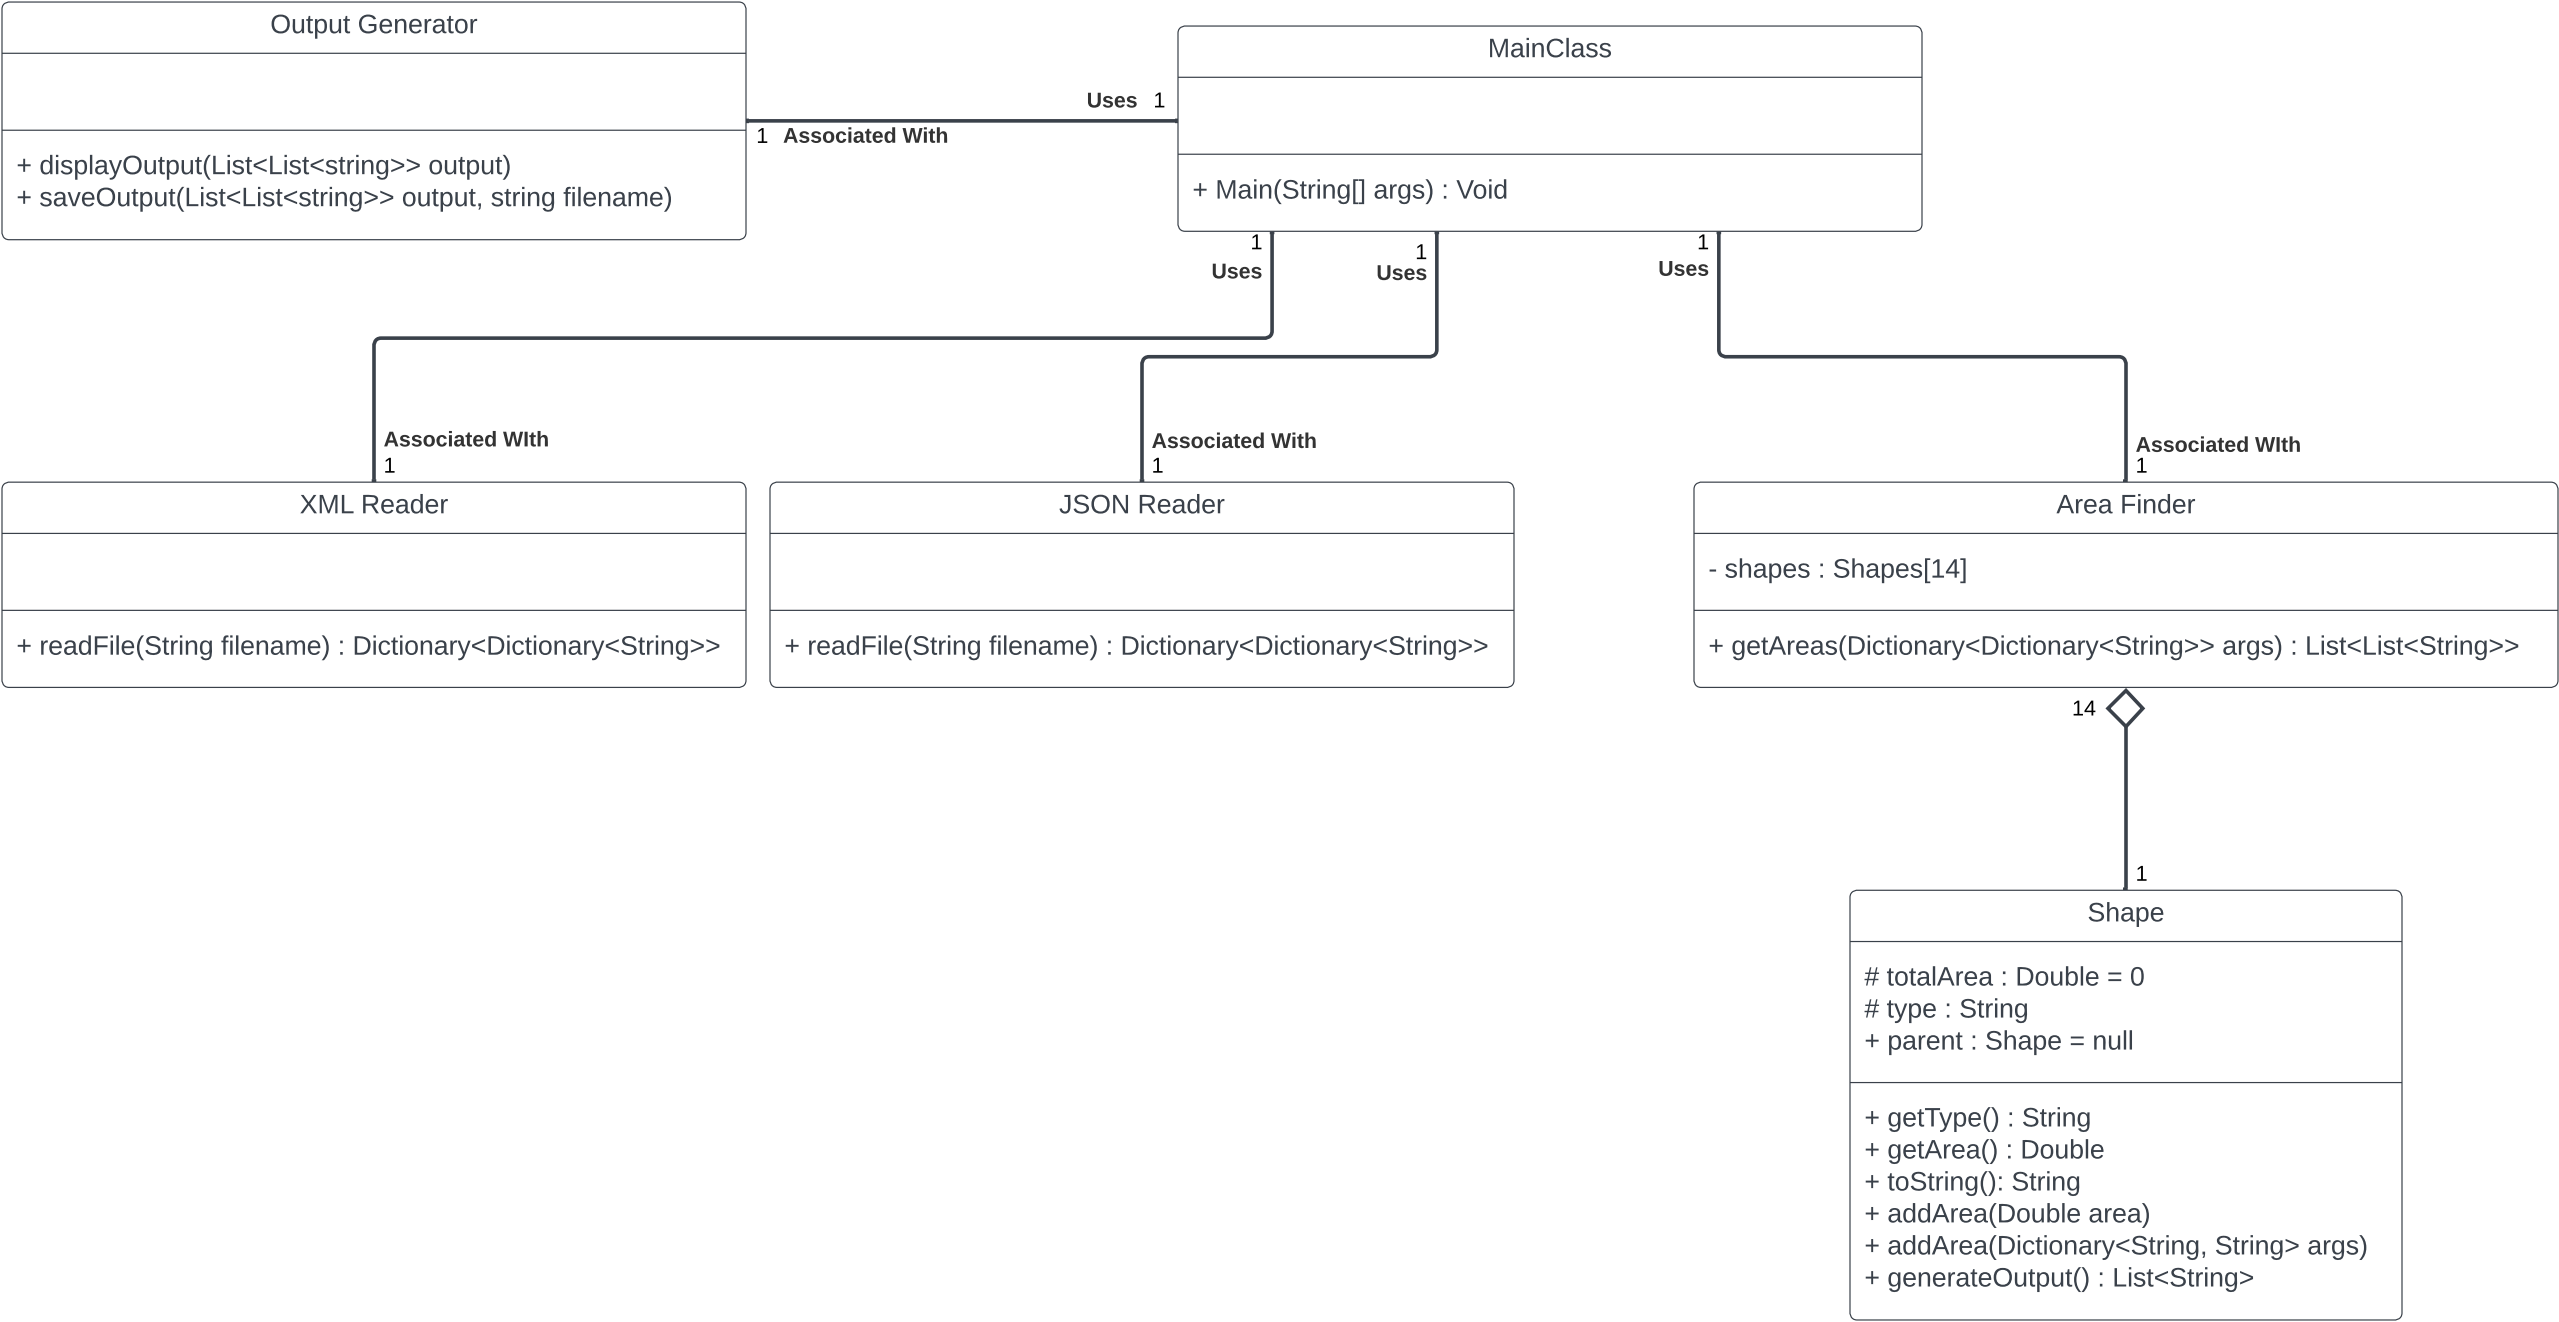 Output Generator
+ displayOutput(List<List<string>> output)
+ saveOutput(List<List<string>> output, string filename)
Uses 1
1 Associated With
MainClass
+ Main(String[] args) : Void
1
Uses
1
Uses
1
Uses
Associated WIth
1
Associated With
1
Associated WIth
1
XML Reader
+ readFile(String filename) : Dictionary<Dictionary<String>>
JSON Reader
+ readFile(String filename) : Dictionary<Dictionary<String>>
Area Finder
- shapes : Shapes[14]
+ getAreas(Dictionary<Dictionary<String>> args) : List<List<String>>
14
1
Shape
# totalArea : Double = 0
# type : String
+ parent : Shape = null
+ getType() : String
+ getArea() : Double
+ toString(): String
+ addArea(Double area)
+ addArea(Dictionary<String, String> args)
+ generateOutput() : List<String>